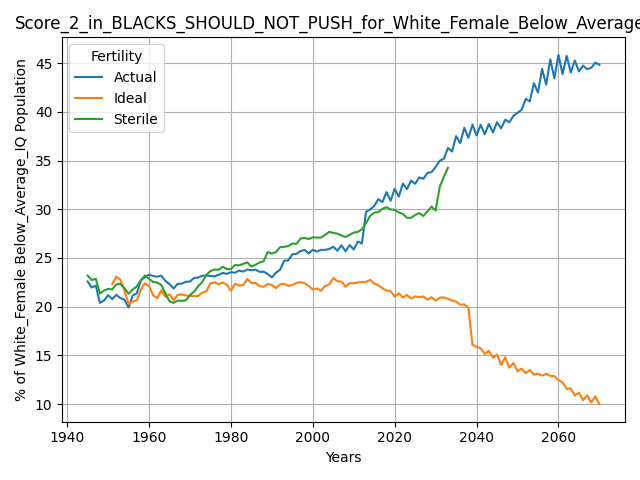 Score_2_in_BLACKS_SHOULD_NOT_PUSH_for_White_Female_Below_Average
Fertility
Actual
Ideal
Sterile
% of White_Female Below_Average_IQ Population
45
40
35
30
25
20
15
10
1940 1960 1980 2000 2020 2040 2060
Years